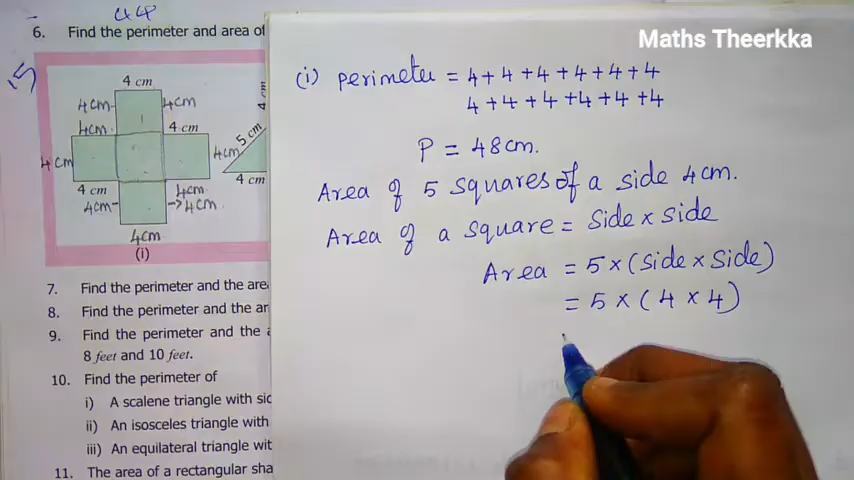 44
6. Find the perimeter and area of
15
4 cm
4cm
4cm
4cm
4 cm
4cm
4cm
4 cm
4cm
4cm
4cm
4cm
(i)
4 cm
5 cm
4 cm
7. Find the perimeter and the area
8. Find the perimeter and the ar
9. Find the perimeter and the a
8 feet and 10 feet.
10. Find the perimeter of
i) A scalene triangle with sid
ii) An isosceles triangle with
iii) An equilateral triangle wit
11. The area of a rectangular sha
Maths Theerkka
(i) perimeter = 4+4+4+4+4+4
4+4+4+4+4+4
P = 48cm.
Area of 5 squares of a side 4cm.
Area of a square = side × side
Area = 5×(side × side)
= 5 × ( 4 × 4 )